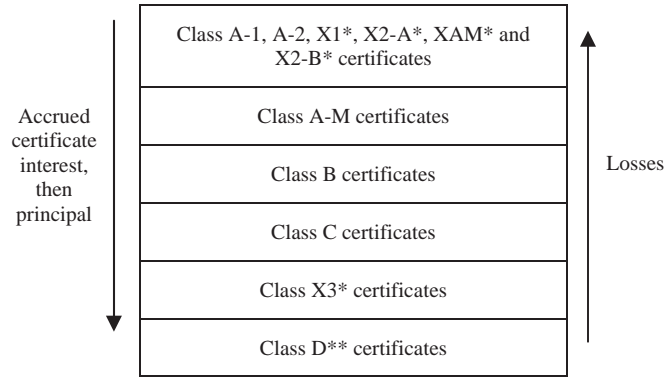 Class A-1, A-2, X1*, X2-A*, XAM* and
X2-B* certificates
Accrued
certificate
interest,
then
principal
Class A-M certificates
Class B certificates
Losses
Class C certificates
Class X3* certificates
Class D** certificates